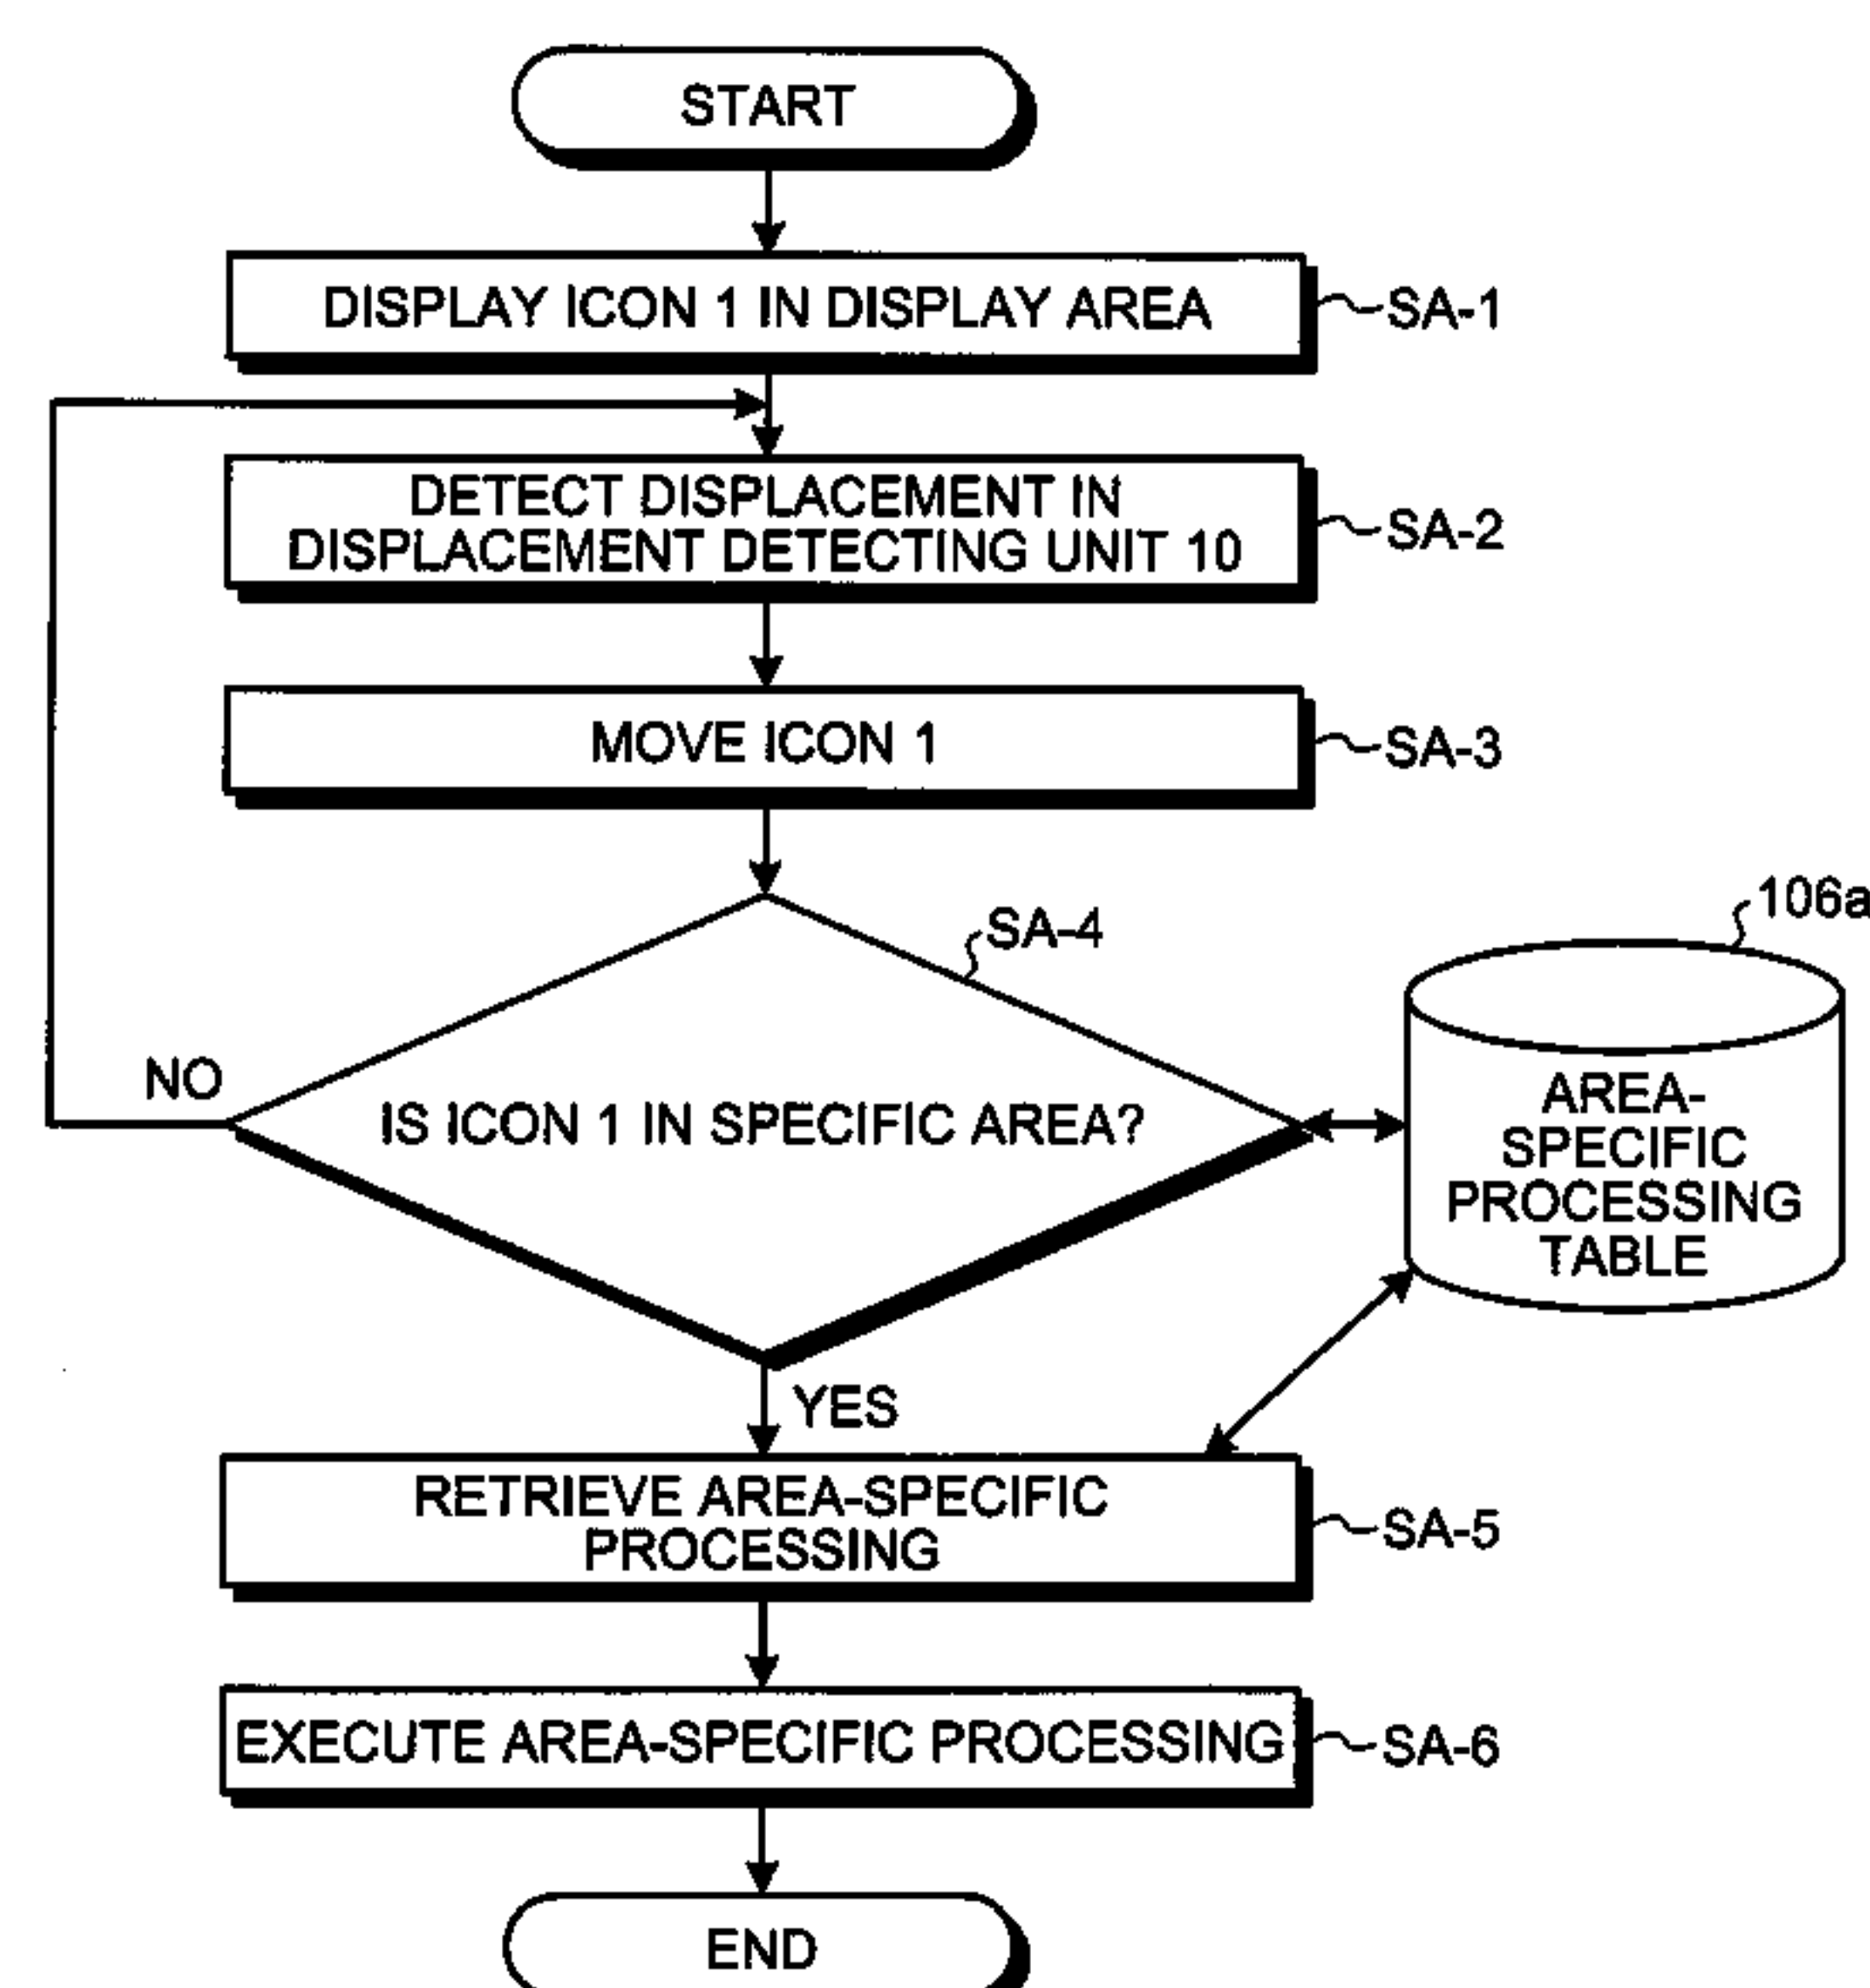 START
DISPLAY ICON 1 IN DISPLAY AREA
SA-1
DETECT DISPLACEMENT IN
DISPLACEMENT DETECTING UNIT 10
SA-2
MOVE ICON 1
SA-3
SA-4
106a
NO
IS ICON 1 IN SPECIFIC AREA?
AREA-
SPECIFIC
PROCESSING
TABLE
YES
RETRIEVE AREA-SPECIFIC
PROCESSING
SA-5
EXECUTE AREA-SPECIFIC PROCESSING
SA-6
END